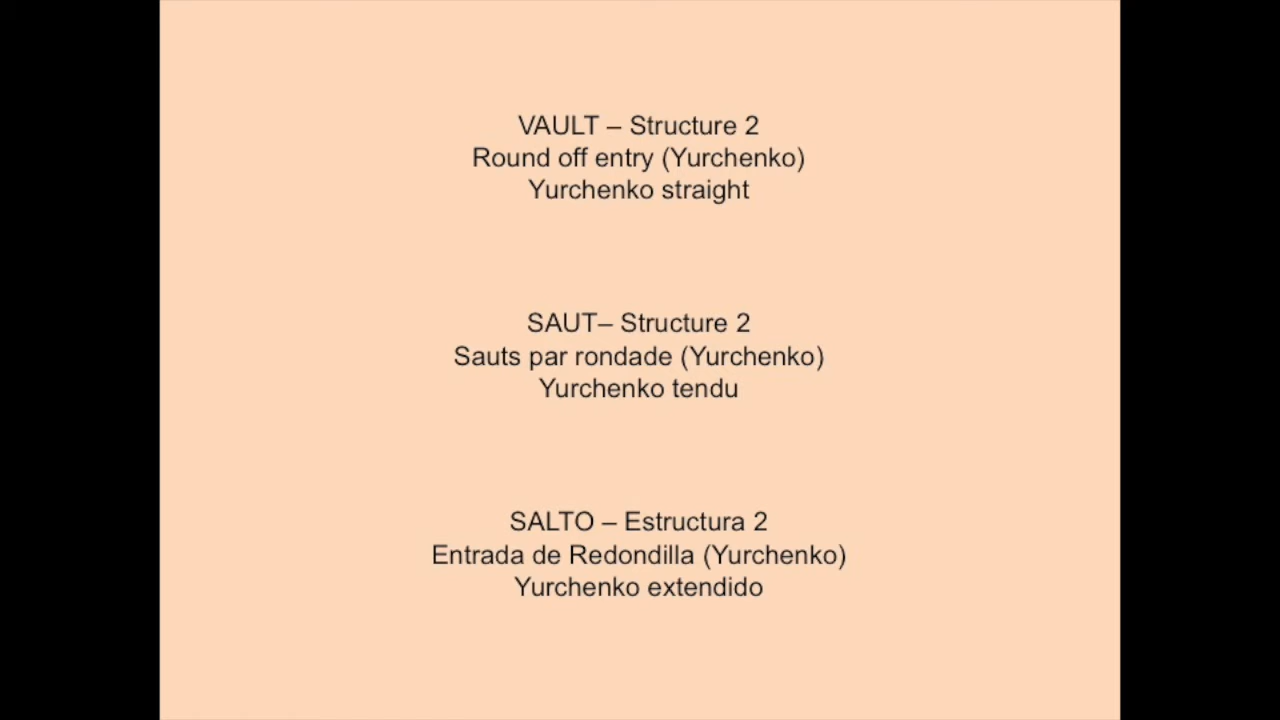 VAULT – Structure 2
Round off entry (Yurchenko)
Yurchenko straight
SAUT– Structure 2
Sauts par rondade (Yurchenko)
Yurchenko tendu
SALTO – Estructura 2
Entrada de Redondilla (Yurchenko)
Yurchenko extendido